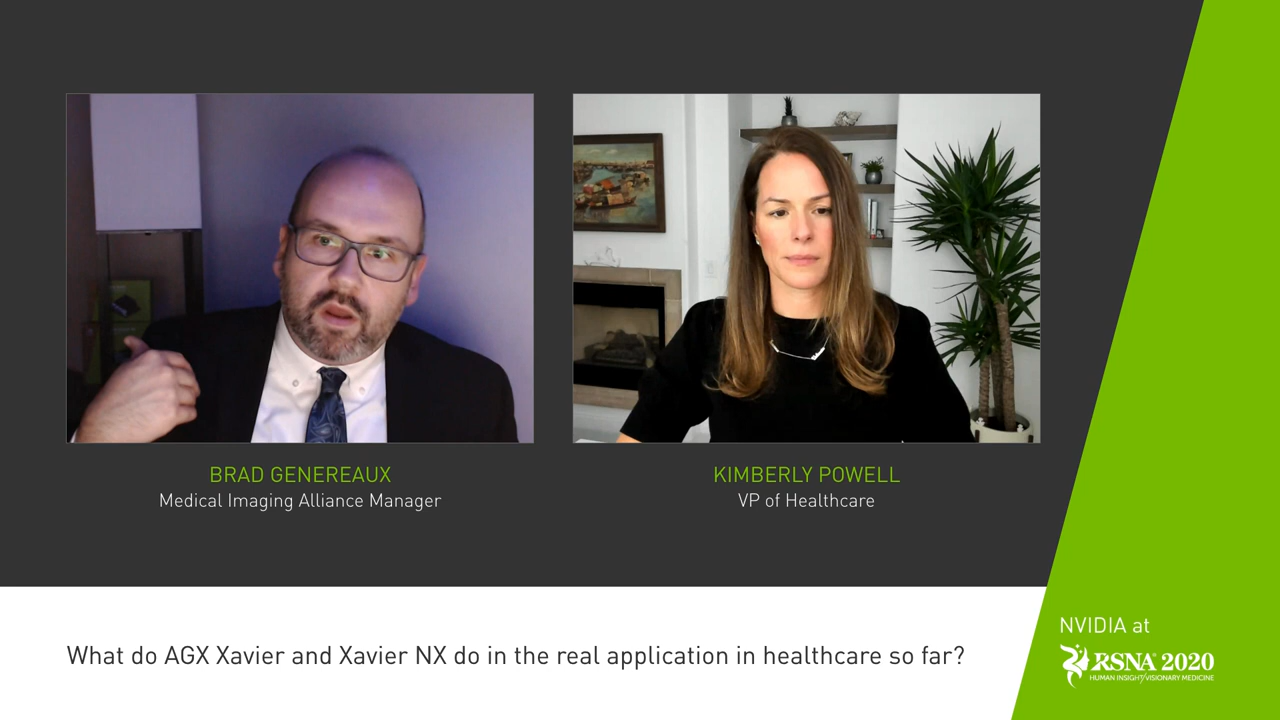 BRAD GENEREAUX
Medical Imaging Alliance Manager
KIMBERLY POWELL
VP of Healthcare
What do AGX Xavier and Xavier NX do in the real application in healthcare so far?
NVIDIA at
RSNA® 2020
HUMAN INSIGHT/VISIONARY MEDICINE